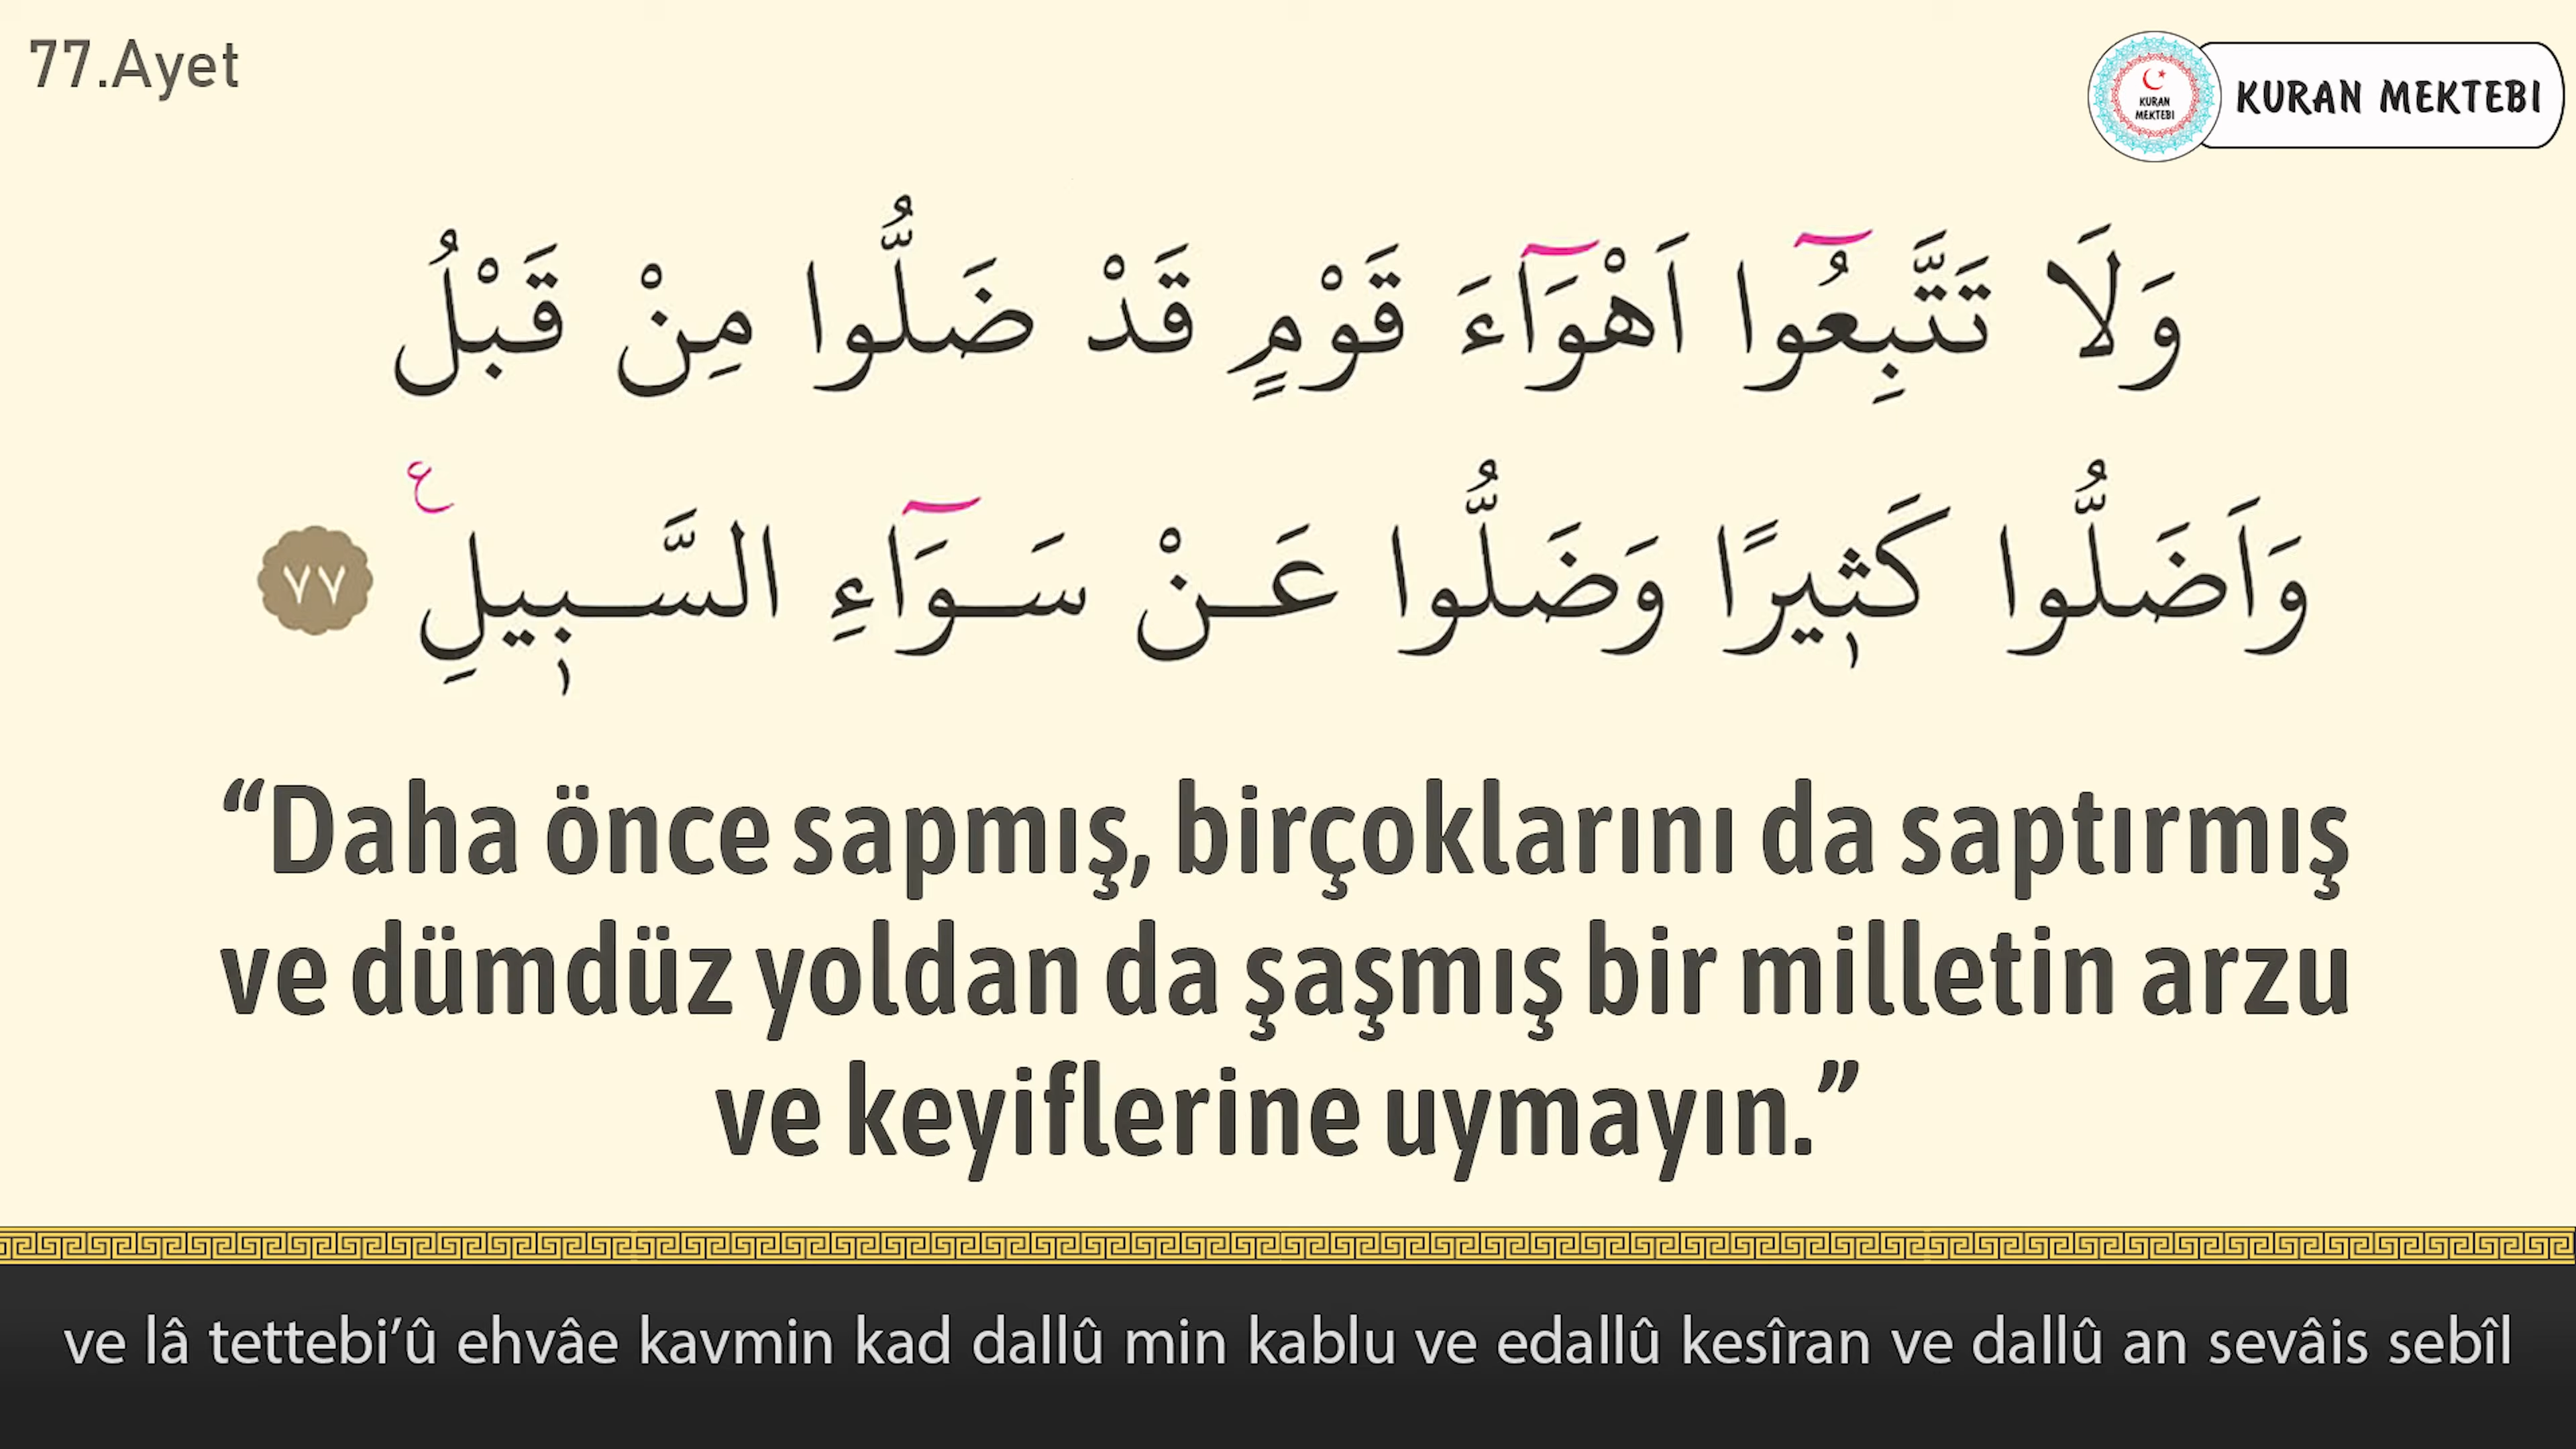 77.Ayet
KURAN
MEKTEBI
KURAN MEKTEBI
وَلَا تَتَّبِعُٓوا اَهْوَٓاءَ قَوْمٍ قَدْ ضَلُّوا مِنْ قَبْلُ
وَاَضَلُّوا كَثٖيرًا وَضَلُّوا عَنْ سَوَٓاءِ السَّبٖيلِ ع ٧٧
“Daha önce sapmış, birçoklarını da saptırmış
ve dümdüz yoldan da şaşmış bir milletin arzu
ve keyiflerine uymayın.”
ve lâ tettebi’û ehvâe kavmin kad dallû min kablu ve edallû kesîran ve dallû an sevâis sebîl